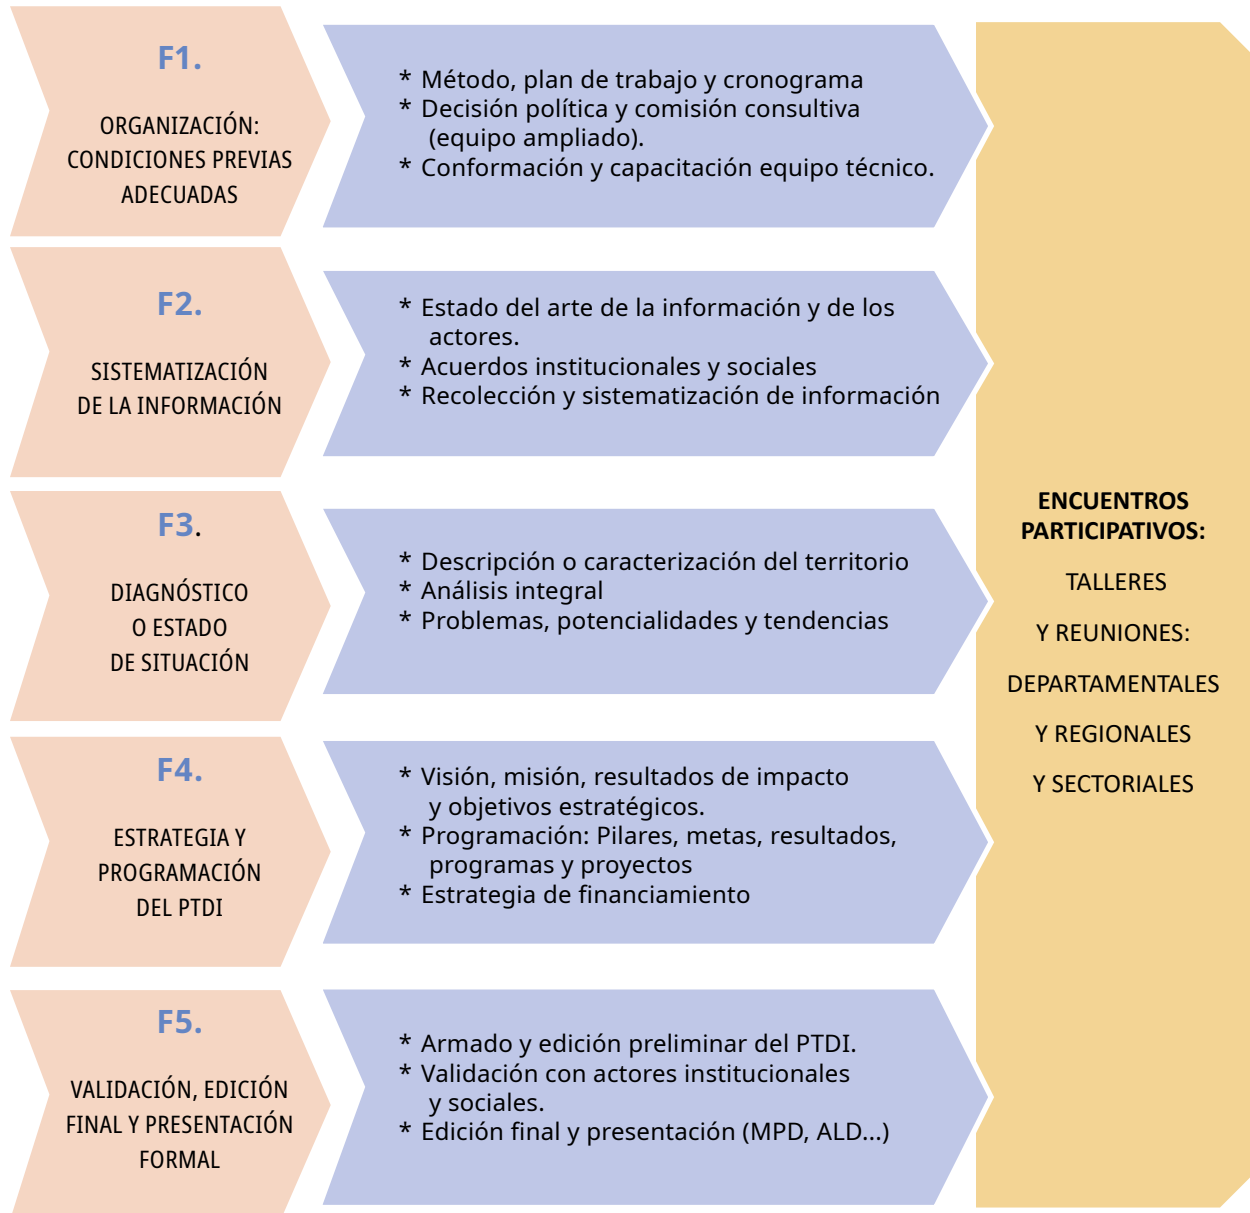 F1.
ORGANIZACIÓN:
CONDICIONES PREVIAS
ADECUADAS
* Método, plan de trabajo y cronograma
* Decisión política y comisión consultiva
(equipo ampliado).
* Conformación y capacitación equipo técnico.
F2.
SISTEMATIZACIÓN
DE LA INFORMACIÓN
* Estado del arte de la información y de los
actores.
* Acuerdos institucionales y sociales
* Recolección y sistematización de información
F3.
DIAGNÓSTICO
O ESTADO
DE SITUACIÓN
* Descripción o caracterización del territorio
* Análisis integral
* Problemas, potencialidades y tendencias
F4.
ESTRATEGIA Y
PROGRAMACIÓN
DEL PTDI
* Visión, misión, resultados de impacto
y objetivos estratégicos.
* Programación: Pilares, metas, resultados,
programas y proyectos
* Estrategia de financiamiento
F5.
VALIDACIÓN, EDICIÓN
FINAL Y PRESENTACIÓN
FORMAL
* Armado y edición preliminar del PTDI.
* Validación con actores institucionales
y sociales.
* Edición final y presentación (MPD, ALD...)
ENCUENTROS
PARTICIPATIVOS:
TALLERES
Y REUNIONES:
DEPARTAMENTALES
Y REGIONALES
Y SECTORIALES